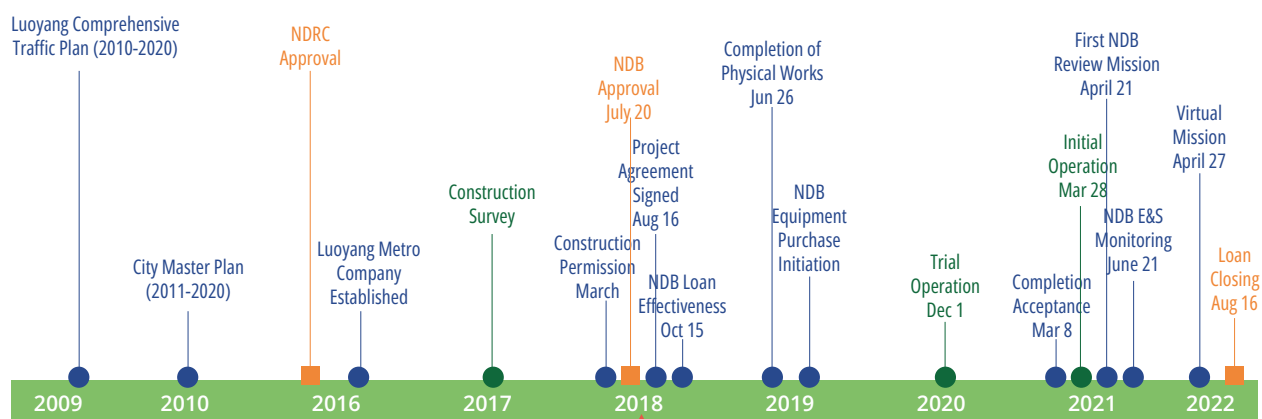 Luoyang Comprehensive
Traffic Plan (2010-2020)
City Master Plan
(2011-2020)
NDRC
Approval
Luoyang Metro
Company
Established
Construction
Survey
Construction
Permission
March
NDB
Approval
July 20
Project
Agreement
Signed
Aug 16
NDB Loan
Effectiveness
Oct 15
Completion of
Physical Works
Jun 26
NDB
Equipment
Purchase
Initiation
Trial
Operation
Dec 1
Completion
Acceptance
Mar 8
Initial
Operation
Mar 28
First NDB
Review Mission
April 21
NDB E&S
Monitoring
June 21
Virtual
Mission
April 27
Loan
Closing
Aug 16
2009
2010
2016
2017
2018
2019
2020
2021
2022